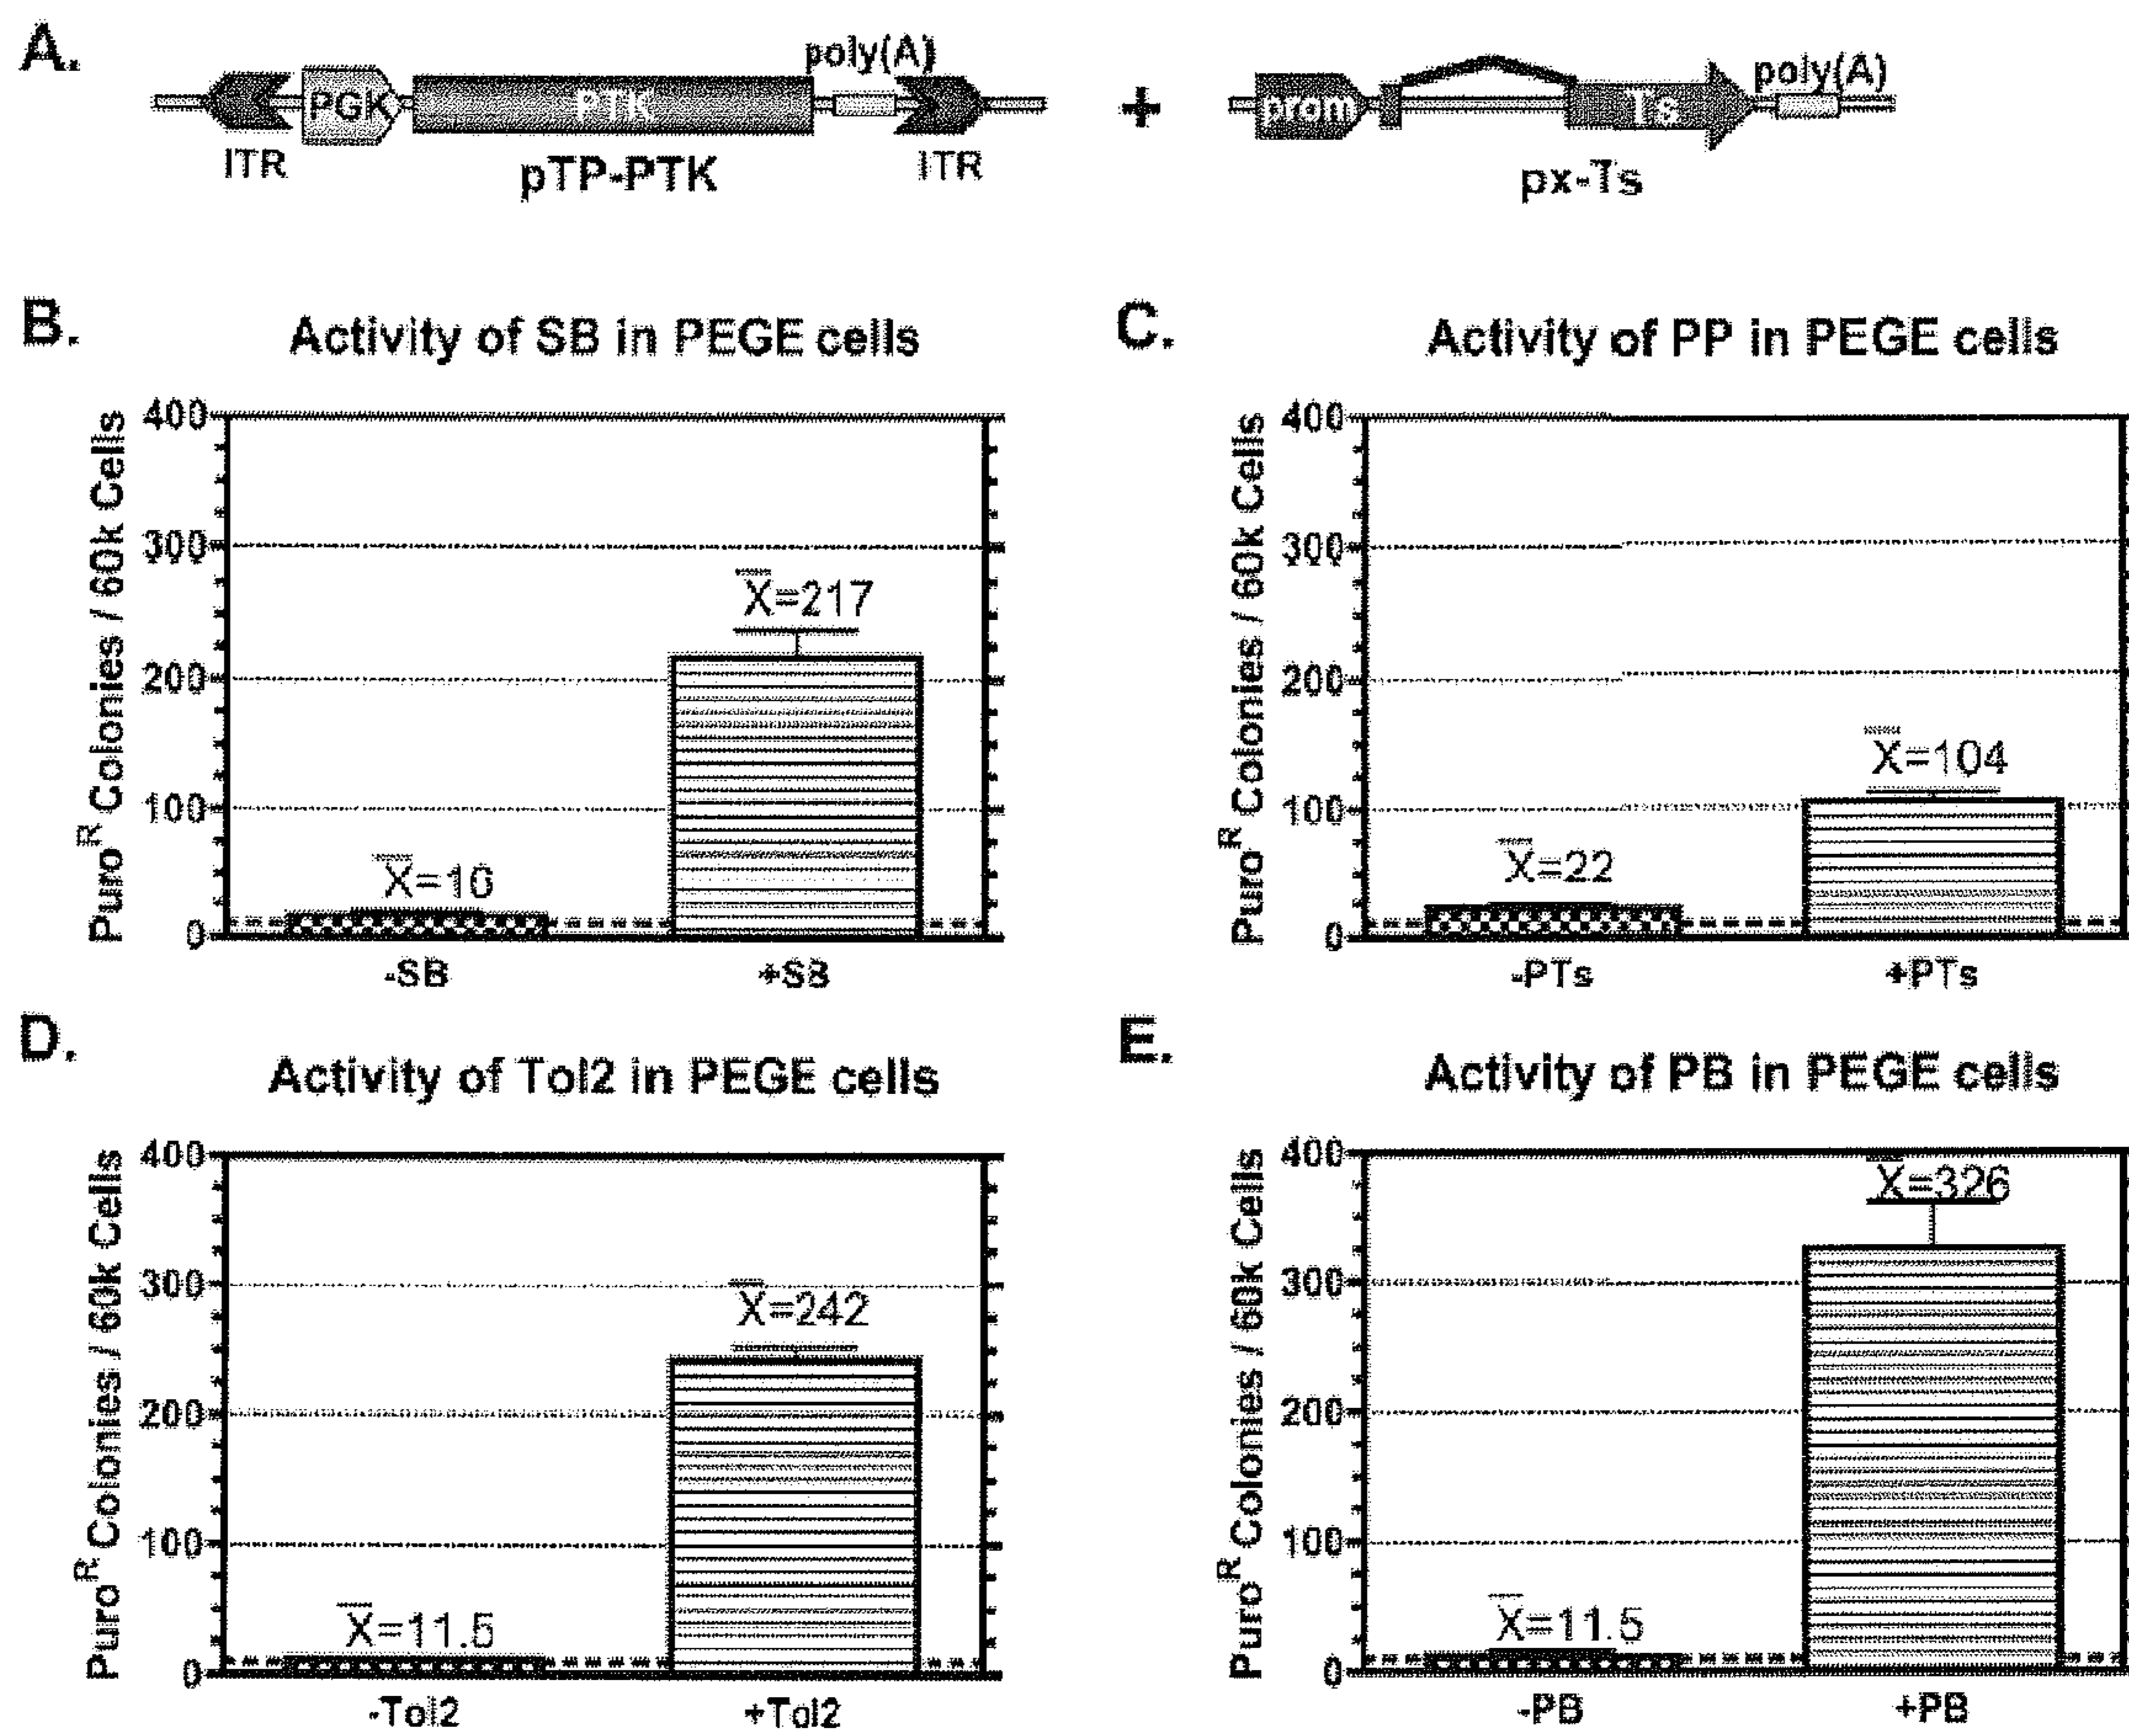 A.
poly(A)
PGK
PTK
ITR
pTP-PTK
ITR
+
prom
Ts
poly(A)
px-Ts
B.
Activity of SB in PEGE cells
Puro^R Colonies / 60k Cells
400
300
200
100
0
X̅=10
X̅=217
-SB
+SB
C.
Activity of PP in PEGE cells
Puro^R Colonies / 60k Cells
400
300
200
100
0
X̅=22
X̅=104
-PTs
+PTs
D.
Activity of Tol2 in PEGE cells
Puro^R Colonies / 60k Cells
400
300
200
100
0
X̅=11.5
X̅=242
-Tol2
+Tol2
E.
Activity of PB in PEGE cells
Puro^R Colonies / 60k Cells
400
300
200
100
0
X̅=11.5
X̅=326
-PB
+PB